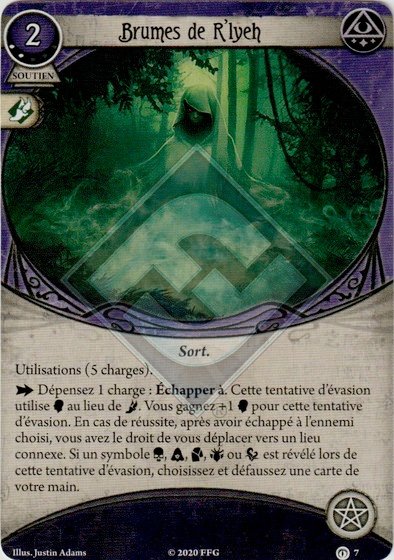 Brumes de R'lyeh
2
SOUTIEN
Sort.
Utilisations (5 charges).
Dépensez 1 charge : Échapper à. Cette tentative d'évasion
utilise au lieu de . Vous gagnez +1 pour cette tentative
d'évasion. En cas de réussite, après avoir échappé à l'ennemi
choisi, vous avez le droit de vous déplacer vers un lieu
connexe. Si un symbole , , , ou est révélé lors de
cette tentative d'évasion, choisissez et défaussez une carte de
votre main.
Illus. Justin Adams
© 2020 FFG
7